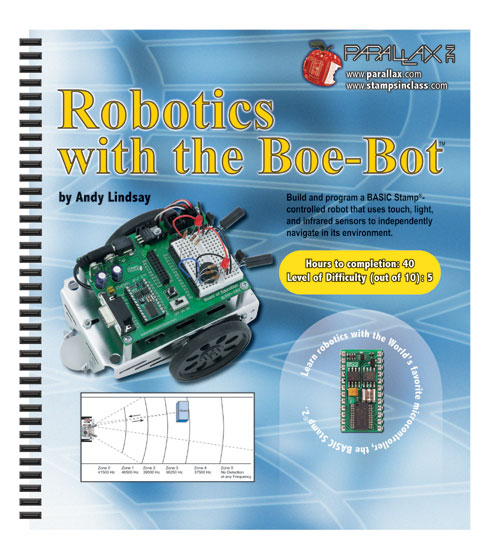 PARALLAX INC
www.parallax.com
www.stampsinclass.com
Robotics
with the Boe-Bot™
by Andy Lindsay
Build and program a BASIC Stamp®-
controlled robot that uses touch, light,
and infrared sensors to independently
navigate in its environment.
Hours to completion: 40
Level of Difficulty (out of 10): 5
Learn robotics with the World's favorite microcontroller, the BASIC Stamp® 2.
Zone 0 Zone 1 Zone 2 Zone 3 Zone 4 Zone 5
41500 Hz 40500 Hz 39500 Hz 38250 Hz 37500 Hz No Detection
of any Frequency